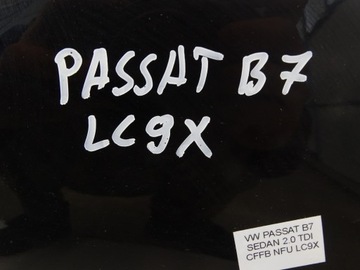 PASSAT B7
LC9X
VW PASSAT B7
SEDAN 2.0 TDI
CFFB NFU LC9X